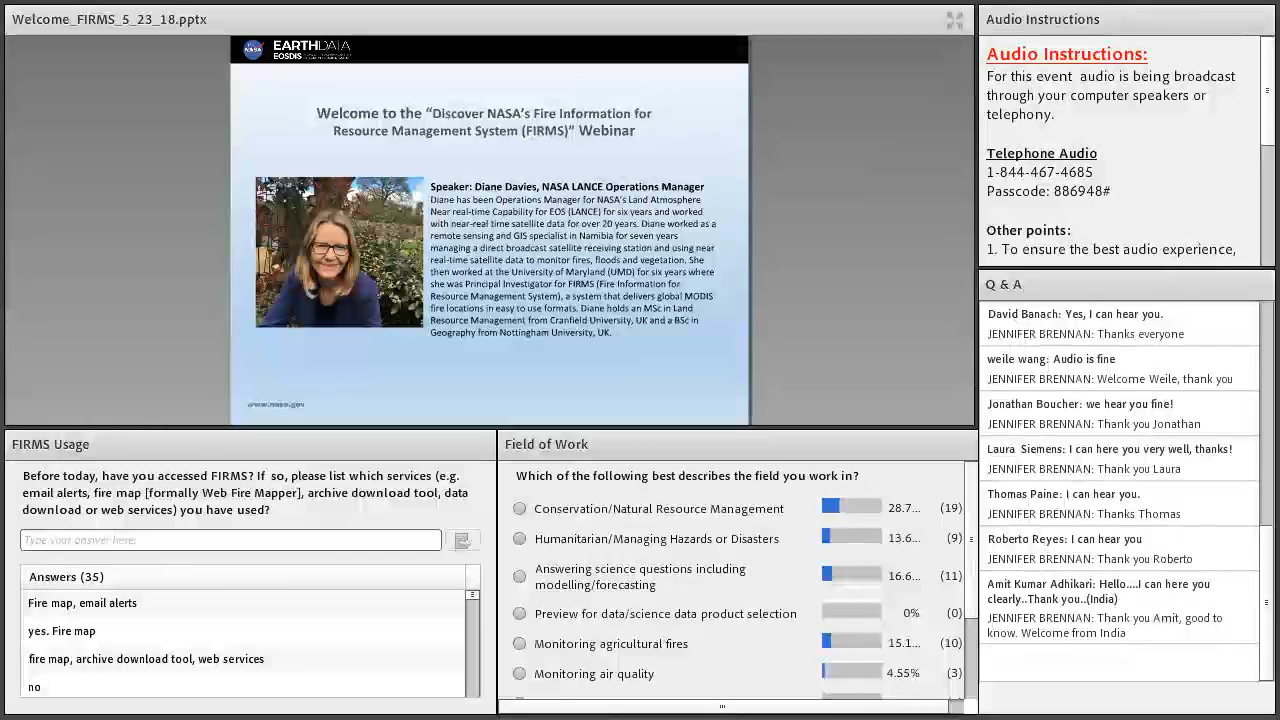 Welcome_FIRMS_5_23_18.pptx
NASA
EARTHDATA
EOSDIS
Welcome to the “Discover NASA’s Fire Information for
Resource Management System (FIRMS)” Webinar
Speaker: Diane Davies, NASA LANCE Operations Manager
Diane has been Operations Manager for NASA’s Land Atmosphere
Near real-time Capability for EOS (LANCE) for six years and worked
with near-real time satellite data for over 20 years. Diane worked as a
remote sensing and GIS specialist in Namibia for seven years
managing a direct broadcast satellite receiving station and using near
real-time satellite data to monitor fires, floods and vegetation. She
then worked at the University of Maryland (UMD) for six years where
she was Principal Investigator for FIRMS (Fire Information for
Resource Management System), a system that delivers global MODIS
fire locations in easy to use formats. Diane holds an MSc in Land
Resource Management from Cranfield University, UK and a BSc in
Geography from Nottingham University, UK.
www.nasa.gov
FIRMS Usage
Before today, have you accessed FIRMS? If so, please list which services (e.g.
email alerts, fire map [formally Web Fire Mapper], archive download tool, data
download or web services) you have used?
Type your answer here.
Answers (35)
Fire map, email alerts
yes. Fire map
fire map, archive download tool, web services
no
Field of Work
Which of the following best describes the field you work in?
Conservation/Natural Resource Management 28.7... (19)
Humanitarian/Managing Hazards or Disasters 13.6... (9)
Answering science questions including
modelling/forecasting 16.6... (11)
Preview for data/science data product selection 0% (0)
Monitoring agricultural fires 15.1... (10)
Monitoring air quality 4.55% (3)
Audio Instructions
Audio Instructions:
For this event audio is being broadcast
through your computer speakers or
telephony.
Telephone Audio
1-844-467-4685
Passcode: 886948#
Other points:
1. To ensure the best audio experience,
Q & A
David Banach: Yes, I can hear you.
JENNIFER BRENNAN: Thanks everyone
weile wang: Audio is fine
JENNIFER BRENNAN: Welcome Weile, thank you
Jonathan Boucher: we hear you fine!
JENNIFER BRENNAN: Thank you Jonathan
Laura Siemens: I can here you very well, thanks!
JENNIFER BRENNAN: Thank you Laura
Thomas Paine: I can hear you.
JENNIFER BRENNAN: Thanks Thomas
Roberto Reyes: I can hear you
JENNIFER BRENNAN: Thank you Roberto
Amit Kumar Adhikari: Hello....I can here you
clearly..Thank you..(India)
JENNIFER BRENNAN: Thank you Amit, good to
know. Welcome from India